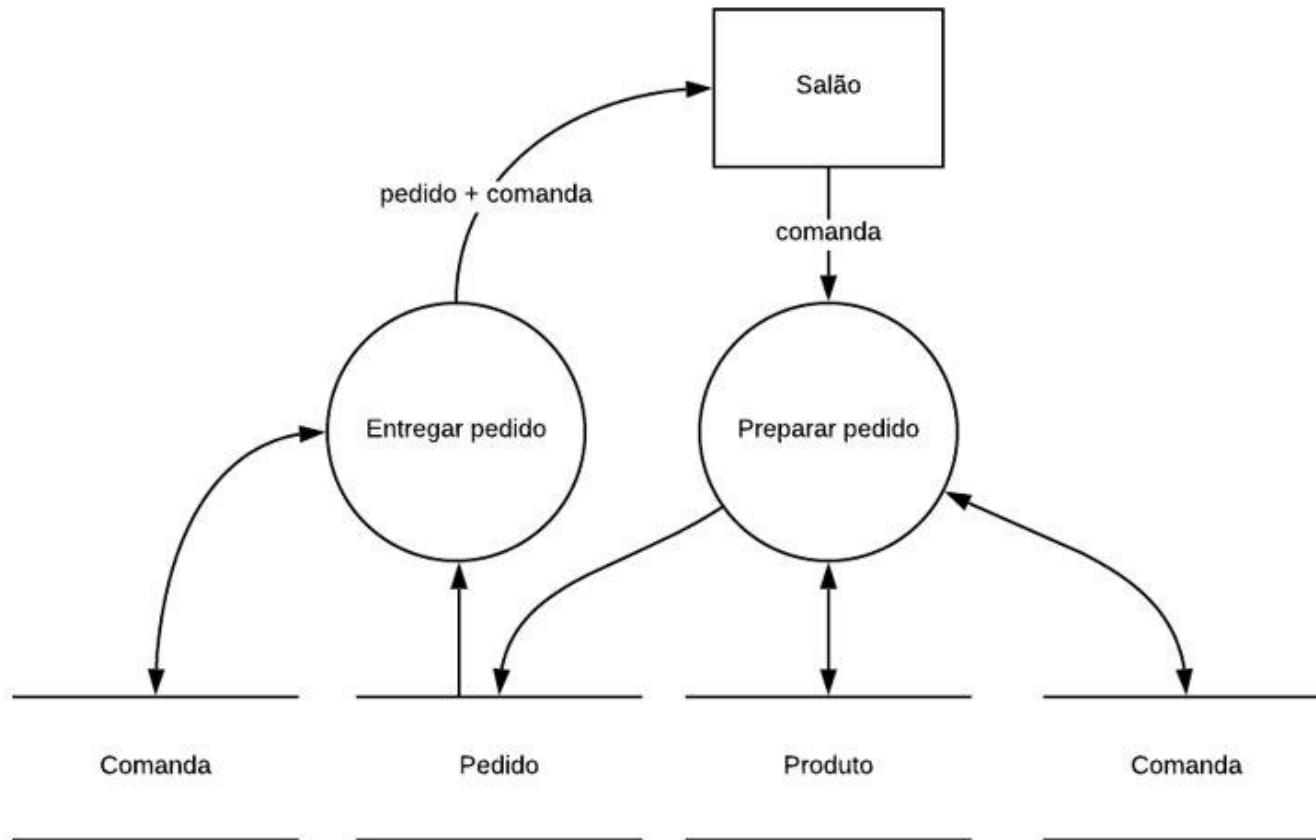 Salão
pedido + comanda
comanda
Entregar pedido
Preparar pedido
Comanda
Pedido
Produto
Comanda